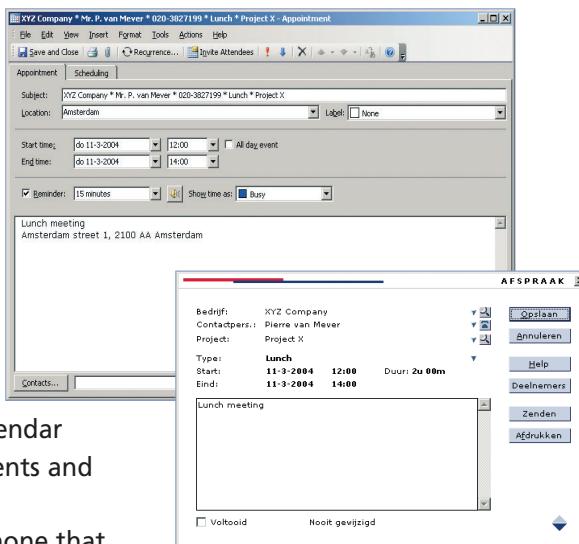 XYZ Company * Mr. P. van Mever * 020-3827199 * Lunch * Project X - Appointment
File Edit View Insert Format Tools Actions Help
Save and Close Recurrence... Invite Attendees
Appointment Scheduling
Subject: XYZ Company * Mr. P. van Mever * 020-3827199 * Lunch * Project X
Location: Amsterdam Label: None
Start time: do 11-3-2004 12:00 All day event
End time: do 11-3-2004 14:00
Reminder: 15 minutes Show time as: Busy
Lunch meeting
Amsterdam street 1, 2100 AA Amsterdam
Contacts...
AFSPRAAK
Bedrijf: XYZ Company
Contactpers.: Pierre van Mever
Project: Project X
Type: Lunch
Start: 11-3-2004 12:00 Duur: 2u 00m
Eind: 11-3-2004 14:00
Lunch meeting
Voltooid Nooit gewijzigd
Opslaan
Annuleren
Help
Deelnemers
Zenden
Afdrukken
endar
ents and
one that